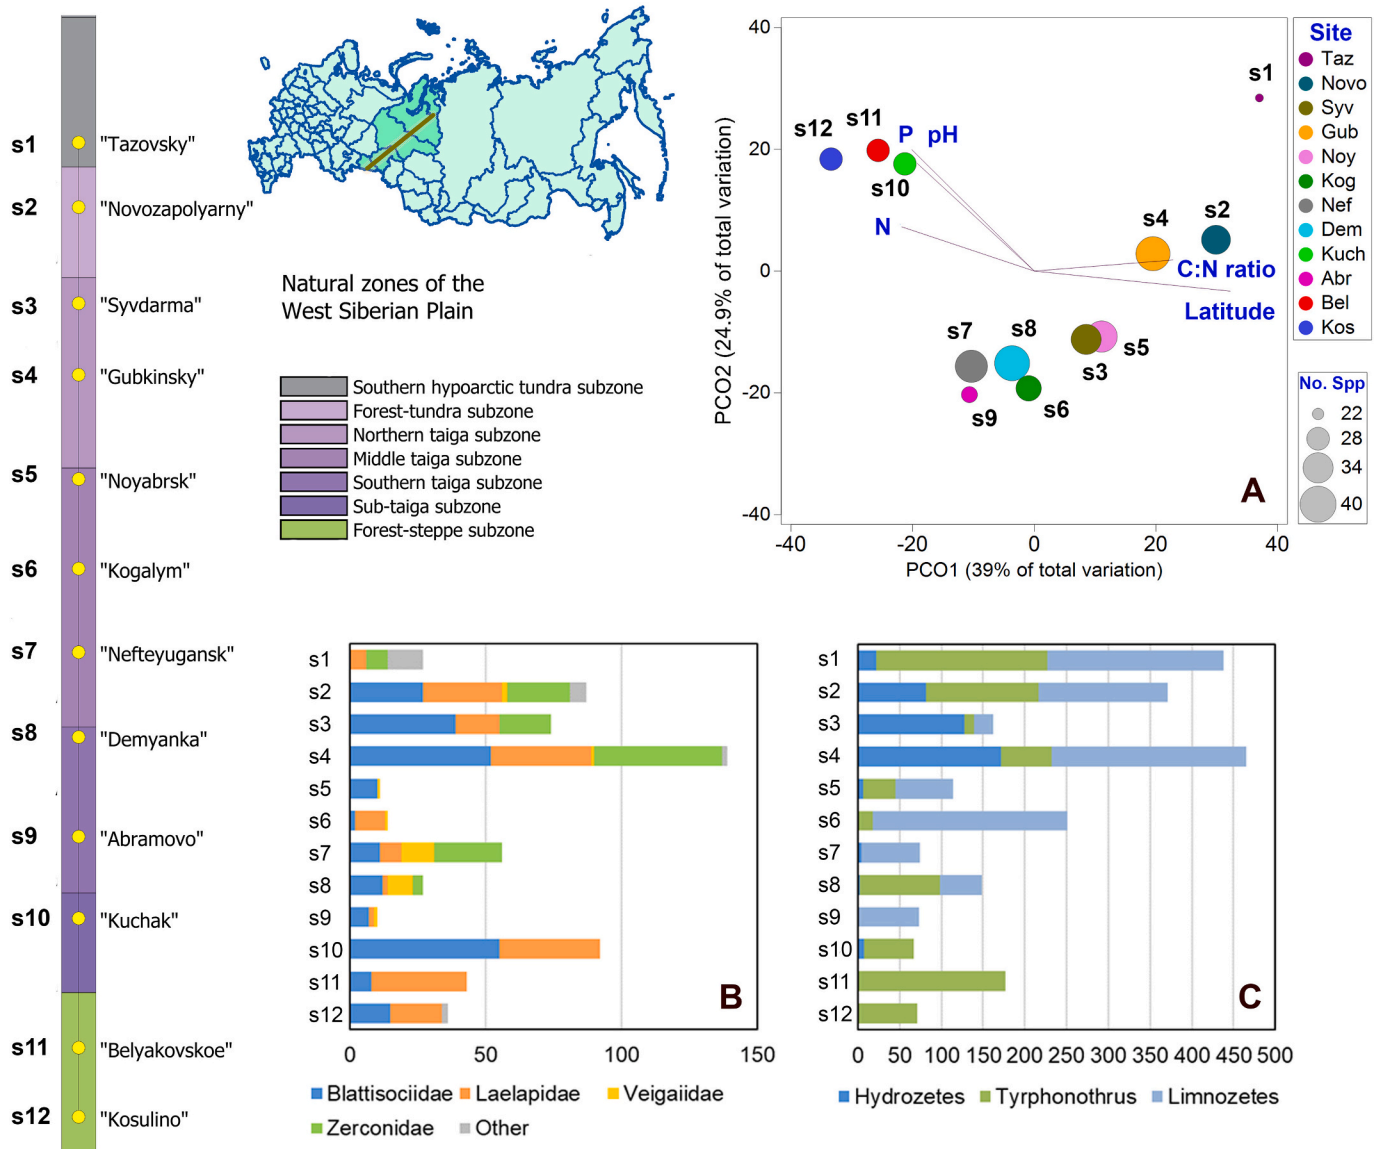 s1 "Tazovsky"
s2 "Novozapolyarny"
s3 "Syvdarma"
s4 "Gubkinsky"
s5 "Noyabrsk"
s6 "Kogalym"
s7 "Nefteyugansk"
s8 "Demyanka"
s9 "Abramovo"
s10 "Kuchak"
s11 "Belyakovskoe"
s12 "Kosulino"
Natural zones of the
West Siberian Plain
Southern hypoarctic tundra subzone
Forest-tundra subzone
Northern taiga subzone
Middle taiga subzone
Southern taiga subzone
Sub-taiga subzone
Forest-steppe subzone
PCO2 (24.9% of total variation)
40
20
0
-20
-40
-40 -20 0 20 40
PCO1 (39% of total variation)
s1
s11
s12
P pH
s10
N
s4
s2
C:N ratio
Latitude
s7
s8
s5
s3
s9
s6
A
Site
Taz
Novo
Syv
Gub
Noy
Kog
Nef
Dem
Kuch
Abr
Bel
Kos
No. Spp
22
28
34
40
s1
s2
s3
s4
s5
s6
s7
s8
s9
s10
s11
s12
B
0 50 100 150
Blattisociidae Laelapidae Veigaiidae
Zerconidae Other
s1
s2
s3
s4
s5
s6
s7
s8
s9
s10
s11
s12
C
0 50 100 150 200 250 300 350 400 450 500
Hydrozetes Tyrphonothrus Limnozetes